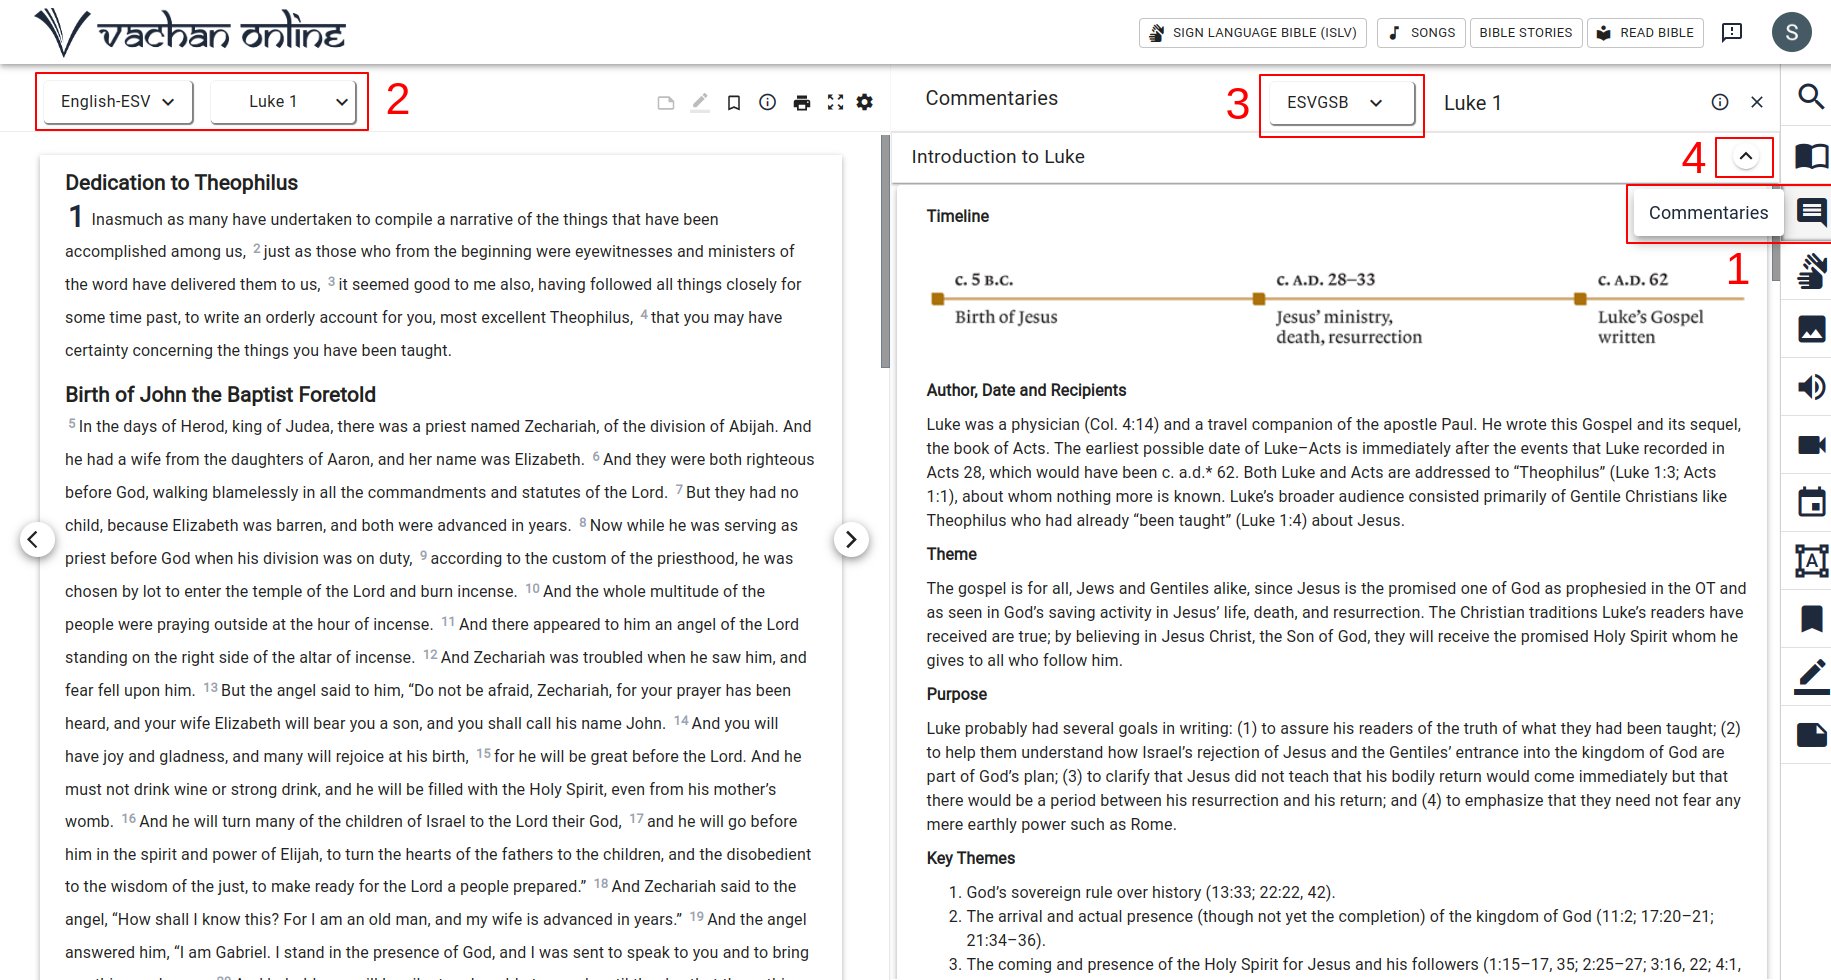 vachan online
SIGN LANGUAGE BIBLE (ISLV)
SONGS
BIBLE STORIES
READ BIBLE
S
English-ESV
Luke 1
2
Dedication to Theophilus
1 Inasmuch as many have undertaken to compile a narrative of the things that have been
accomplished among us, 2 just as those who from the beginning were eyewitnesses and ministers of
the word have delivered them to us, 3 it seemed good to me also, having followed all things closely for
some time past, to write an orderly account for you, most excellent Theophilus, 4 that you may have
certainty concerning the things you have been taught.
Birth of John the Baptist Foretold
5 In the days of Herod, king of Judea, there was a priest named Zechariah, of the division of Abijah. And
he had a wife from the daughters of Aaron, and her name was Elizabeth. 6 And they were both righteous
before God, walking blamelessly in all the commandments and statutes of the Lord. 7 But they had no
child, because Elizabeth was barren, and both were advanced in years. 8 Now while he was serving as
priest before God when his division was on duty, 9 according to the custom of the priesthood, he was
chosen by lot to enter the temple of the Lord and burn incense. 10 And the whole multitude of the
people were praying outside at the hour of incense. 11 And there appeared to him an angel of the Lord
standing on the right side of the altar of incense. 12 And Zechariah was troubled when he saw him, and
fear fell upon him. 13 But the angel said to him, “Do not be afraid, Zechariah, for your prayer has been
heard, and your wife Elizabeth will bear you a son, and you shall call his name John. 14 And you will
have joy and gladness, and many will rejoice at his birth, 15 for he will be great before the Lord. And he
must not drink wine or strong drink, and he will be filled with the Holy Spirit, even from his mother’s
womb. 16 And he will turn many of the children of Israel to the Lord their God, 17 and he will go before
him in the spirit and power of Elijah, to turn the hearts of the fathers to the children, and the disobedient
to the wisdom of the just, to make ready for the Lord a people prepared.” 18 And Zechariah said to the
angel, “How shall I know this? For I am an old man, and my wife is advanced in years.” 19 And the angel
answered him, “I am Gabriel. I stand in the presence of God, and I was sent to speak to you and to bring
Commentaries
3
ESVGSB
Luke 1
Introduction to Luke
4
Commentaries
1
Timeline
C. 5 B.C.
Birth of Jesus
C. A.D. 28–33
Jesus’ ministry,
death, resurrection
C. A.D. 62
Luke’s Gospel
written
Author, Date and Recipients
Luke was a physician (Col. 4:14) and a travel companion of the apostle Paul. He wrote this Gospel and its sequel,
the book of Acts. The earliest possible date of Luke–Acts is immediately after the events that Luke recorded in
Acts 28, which would have been c. a.d.* 62. Both Luke and Acts are addressed to “Theophilus” (Luke 1:3; Acts
1:1), about whom nothing more is known. Luke’s broader audience consisted primarily of Gentile Christians like
Theophilus who had already “been taught” (Luke 1:4) about Jesus.
Theme
The gospel is for all, Jews and Gentiles alike, since Jesus is the promised one of God as prophesied in the OT and
as seen in God’s saving activity in Jesus’ life, death, and resurrection. The Christian traditions Luke’s readers have
received are true; by believing in Jesus Christ, the Son of God, they will receive the promised Holy Spirit whom he
gives to all who follow him.
Purpose
Luke probably had several goals in writing: (1) to assure his readers of the truth of what they had been taught; (2)
to help them understand how Israel’s rejection of Jesus and the Gentiles’ entrance into the kingdom of God are
part of God’s plan; (3) to clarify that Jesus did not teach that his bodily return would come immediately but that
there would be a period between his resurrection and his return; and (4) to emphasize that they need not fear any
mere earthly power such as Rome.
Key Themes
1. God’s sovereign rule over history (13:33; 22:22, 42).
2. The arrival and actual presence (though not yet the completion) of the kingdom of God (11:2; 17:20–21;
21:34–36).
3. The coming and presence of the Holy Spirit for Jesus and his followers (1:15–17, 35; 2:25–27; 3:16, 22; 4:1,
A